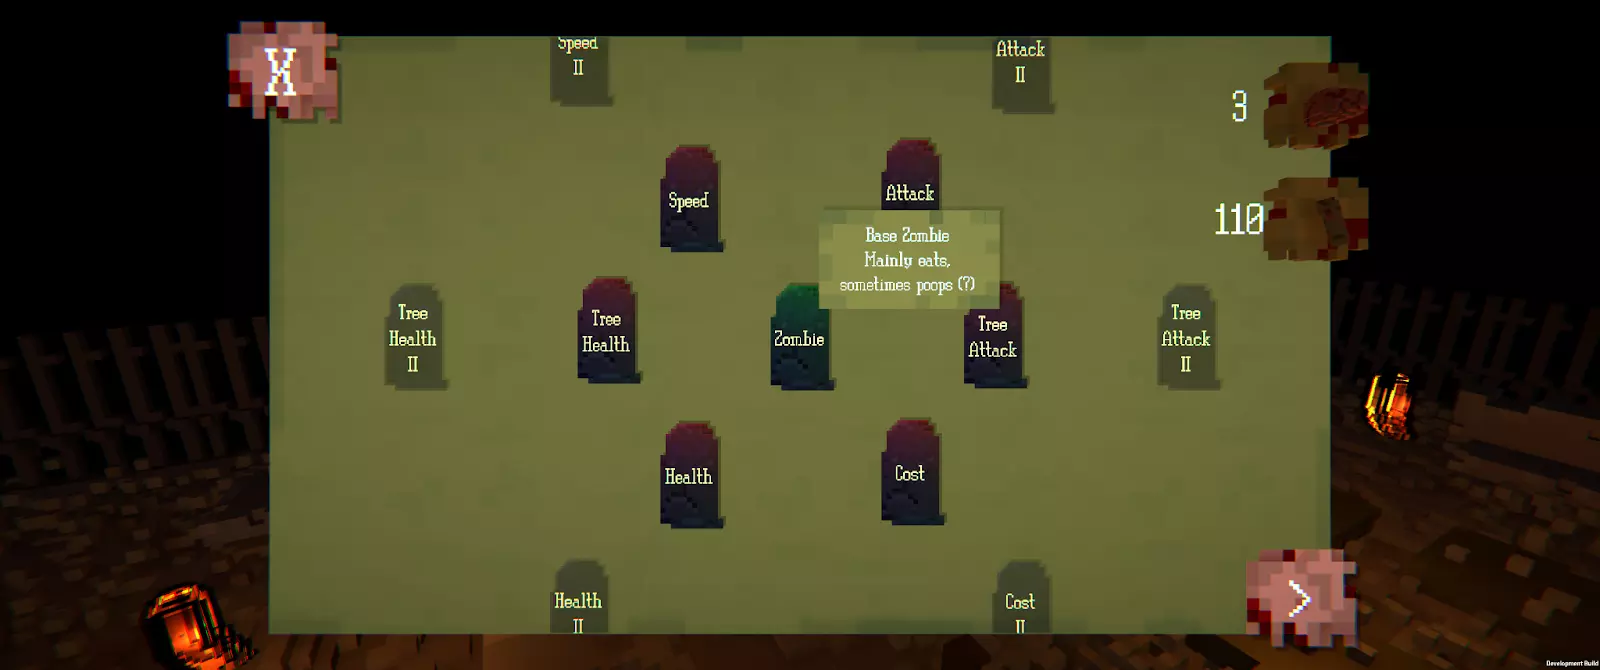 X
Speed
II
Attack
II
3
110
Speed
Attack
Base Zombie
Mainly eats,
sometimes poops (?)
Tree
Health
II
Tree
Health
Zombie
Tree
Attack
Tree
Attack
II
Health
Cost
Health
II
Cost
II
>
Development Build